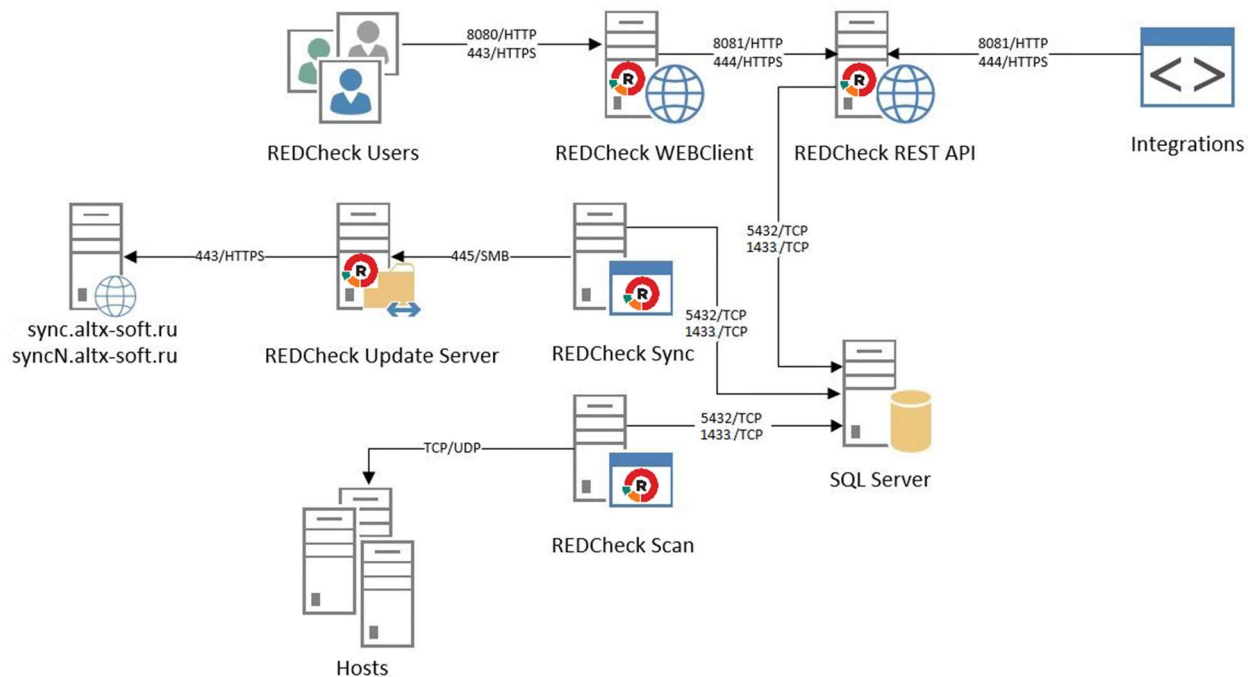 8080/HTTP
443/HTTPS
8081/HTTP
444/HTTPS
8081/HTTP
444/HTTPS
R
R
< >
REDCheck Users
REDCheck WEBClient
REDCheck REST API
Integrations
5432/TCP
1433/TCP
443/HTTPS
445/SMB
R
R
sync.altx-soft.ru
syncN.altx-soft.ru
REDCheck Update Server
REDCheck Sync
5432/TCP
1433/TCP
5432/TCP
1433/TCP
TCP/UDP
R
SQL Server
REDCheck Scan
Hosts